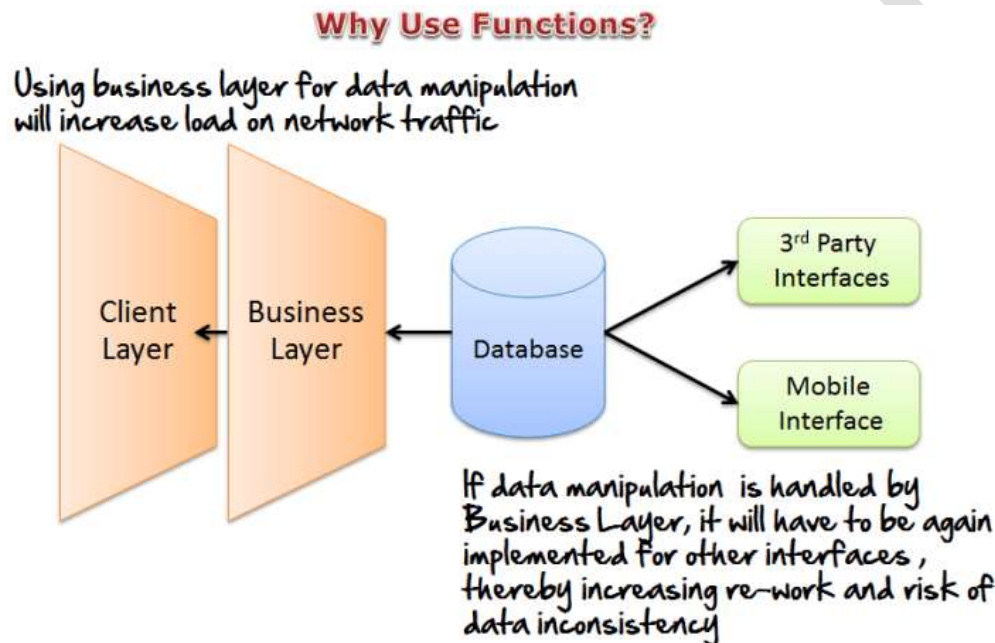 Why Use Functions?
Using business layer for data manipulation
will increase load on network traffic
Client
Layer
Business
Layer
Database
3rd Party
Interfaces
Mobile
Interface
If data manipulation is handled by
Business Layer, it will have to be again
implemented for other interfaces,
thereby increasing re-work and risk of
data inconsistency